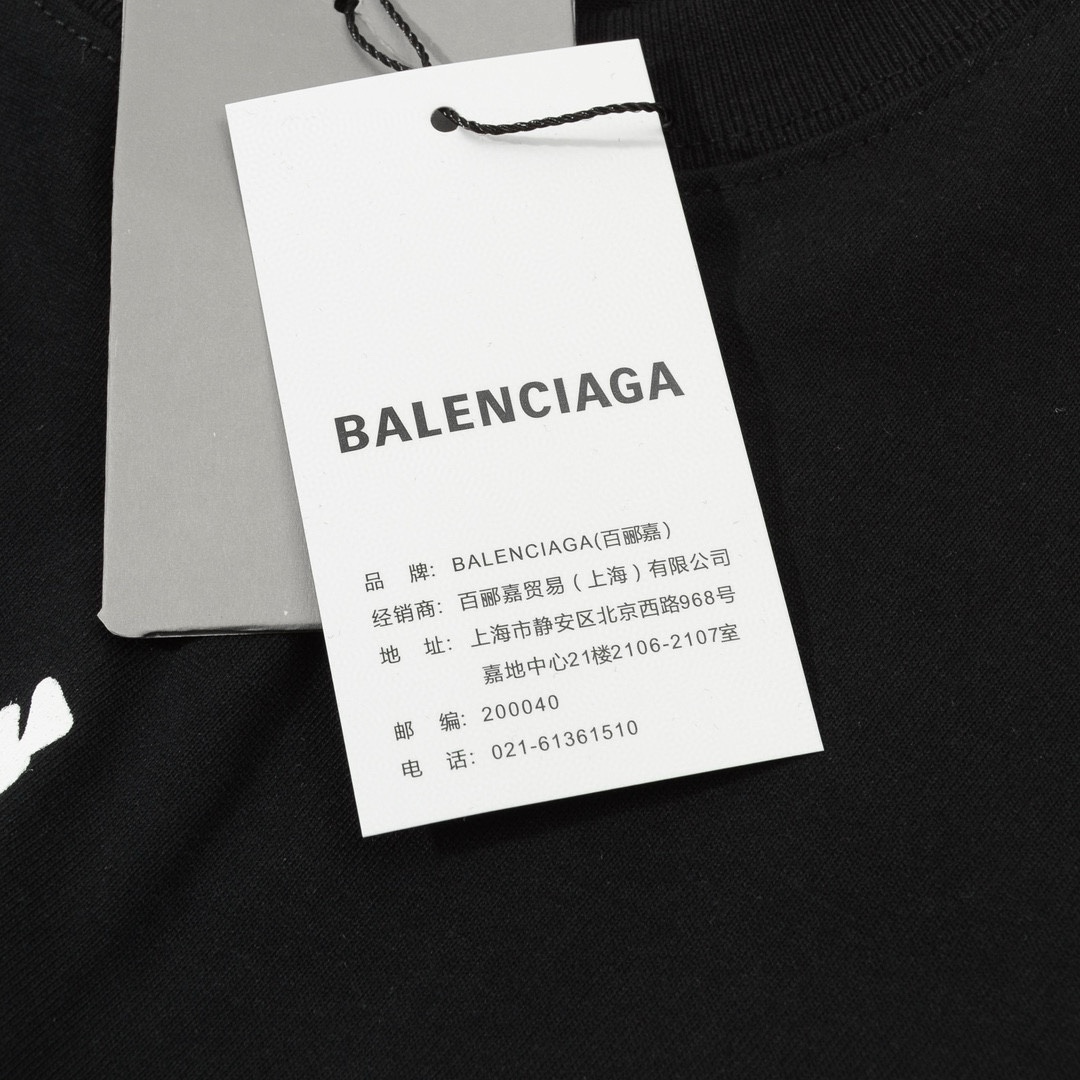 BALENCIAGA
品 牌: BALENCIAGA(百郦嘉)
经销商: 百郦嘉贸易（上海）有限公司
地 址: 上海市静安区北京西路968号
嘉地中心21楼2106-2107室
邮 编: 200040
电 话: 021-61361510